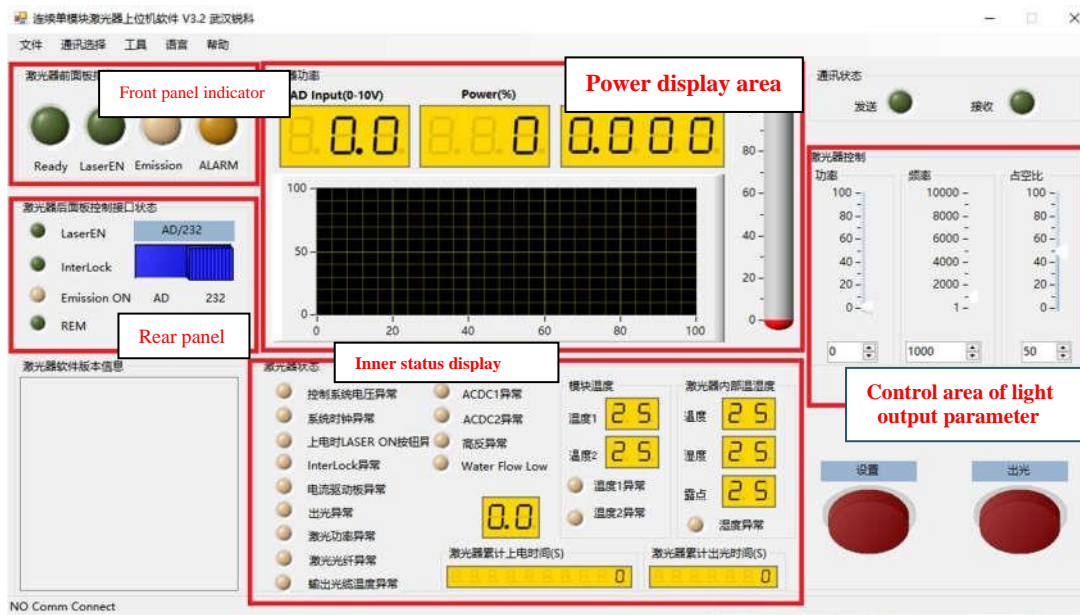 连续单模块激光器上位机软件 V3.2 武汉锐科
文件 通讯选择 工具 语言 帮助
激光器前面板指
Front panel indicator
Ready LaserEN Emission ALARM
器功率
AD Input(0-10V) Power(%)
Power display area
0.0 0 0.000
100
50
0
0 20 40 60 80 100
80
60
40
20
0
通讯状态
发送 接收
激光器后面板控制接口状态
LaserEN
InterLock
Emission ON
REM
AD/232
AD 232
Rear panel
激光器控制
功率 频率 占空比
100 10000 100
80 8000 80
60 6000 60
40 4000 40
20 2000 20
0 1 0
0 1000 50
Control area of light
output parameter
设置 出光
激光器软件版本信息
激光器状态
Inner status display
控制系统电压异常
系统时钟异常
上电时LASER ON按钮异
InterLock异常
电流驱动板异常
出光异常
激光功率异常
激光光纤异常
输出光缆温度异常
ACDC1异常
ACDC2异常
高反异常
Water Flow Low
0.0
模块温度
温度1 25
温度2 25
温度1异常
温度2异常
激光器内部温湿度
温度 25
湿度 25
露点 25
湿度异常
激光器累计上电时间(S)
0
激光器累计出光时间(S)
0
NO Comm Connect